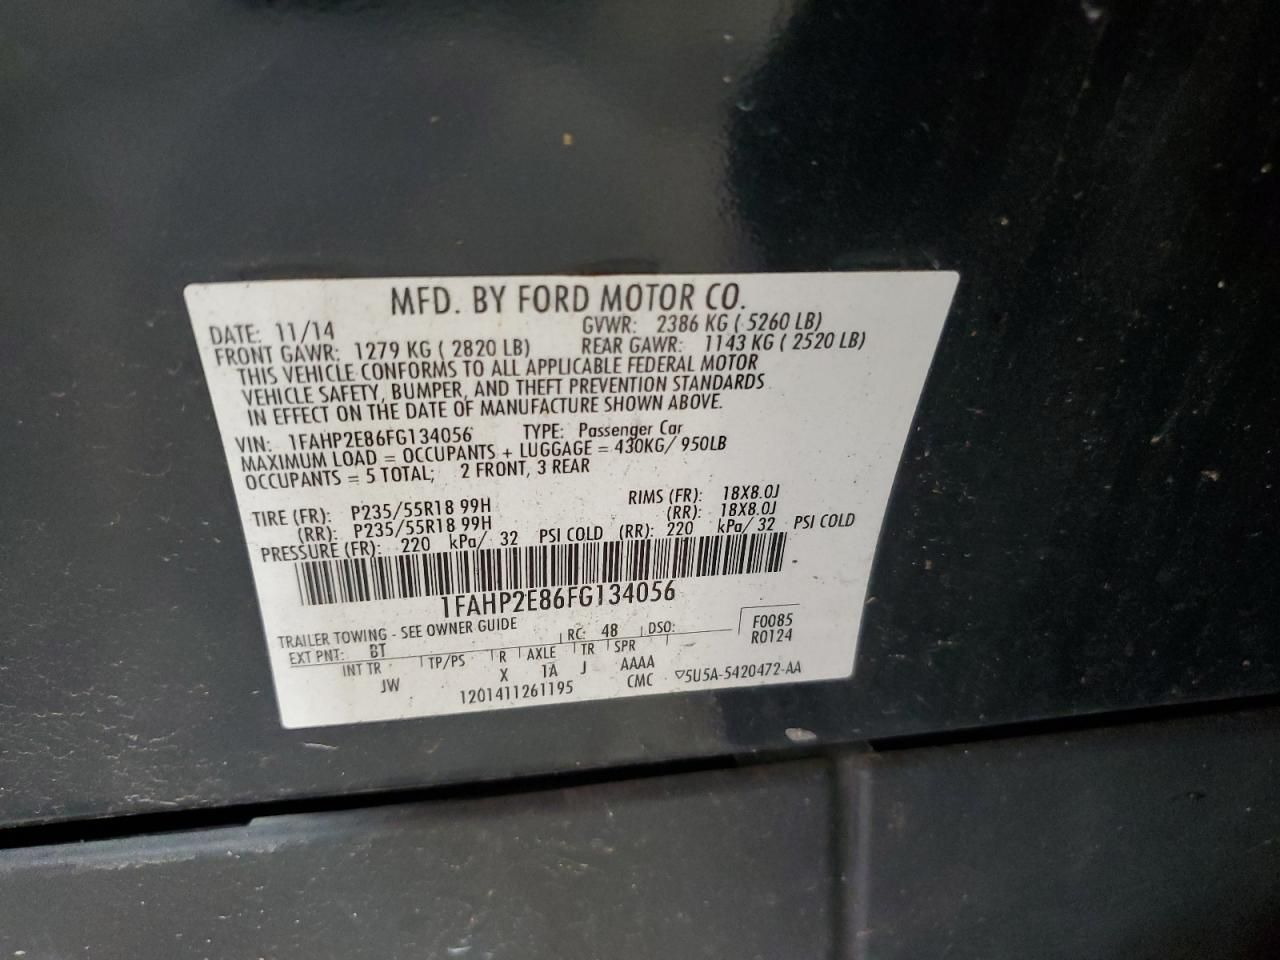 MFD. BY FORD MOTOR CO.
DATE: 11/14 GVWR: 2386 KG ( 5260 LB)
FRONT GAWR: 1279 KG ( 2820 LB) REAR GAWR: 1143 KG ( 2520 LB)
THIS VEHICLE CONFORMS TO ALL APPLICABLE FEDERAL MOTOR
VEHICLE SAFETY, BUMPER, AND THEFT PREVENTION STANDARDS
IN EFFECT ON THE DATE OF MANUFACTURE SHOWN ABOVE.
VIN: 1FAHP2E86FG134056 TYPE: Passenger Car
MAXIMUM LOAD = OCCUPANTS + LUGGAGE = 430KG/ 950LB
OCCUPANTS = 5 TOTAL; 2 FRONT, 3 REAR
TIRE (FR): P235/55R18 99H RIMS (FR): 18X8.0J
(RR): P235/55R18 99H (RR): 18X8.0J
PRESSURE (FR): 220 kPa/ 32 PSI COLD (RR): 220 kPa/ 32 PSI COLD
1FAHP2E86FG134056
TRAILER TOWING - SEE OWNER GUIDE
EXT PNT: BT RC: 48 DSO: F0085
R0124
INT TR TP/PS R AXLE TR SPR
JW X 1A J AAAA
1201411261195 CMC ▽5U5A-5420472-AA